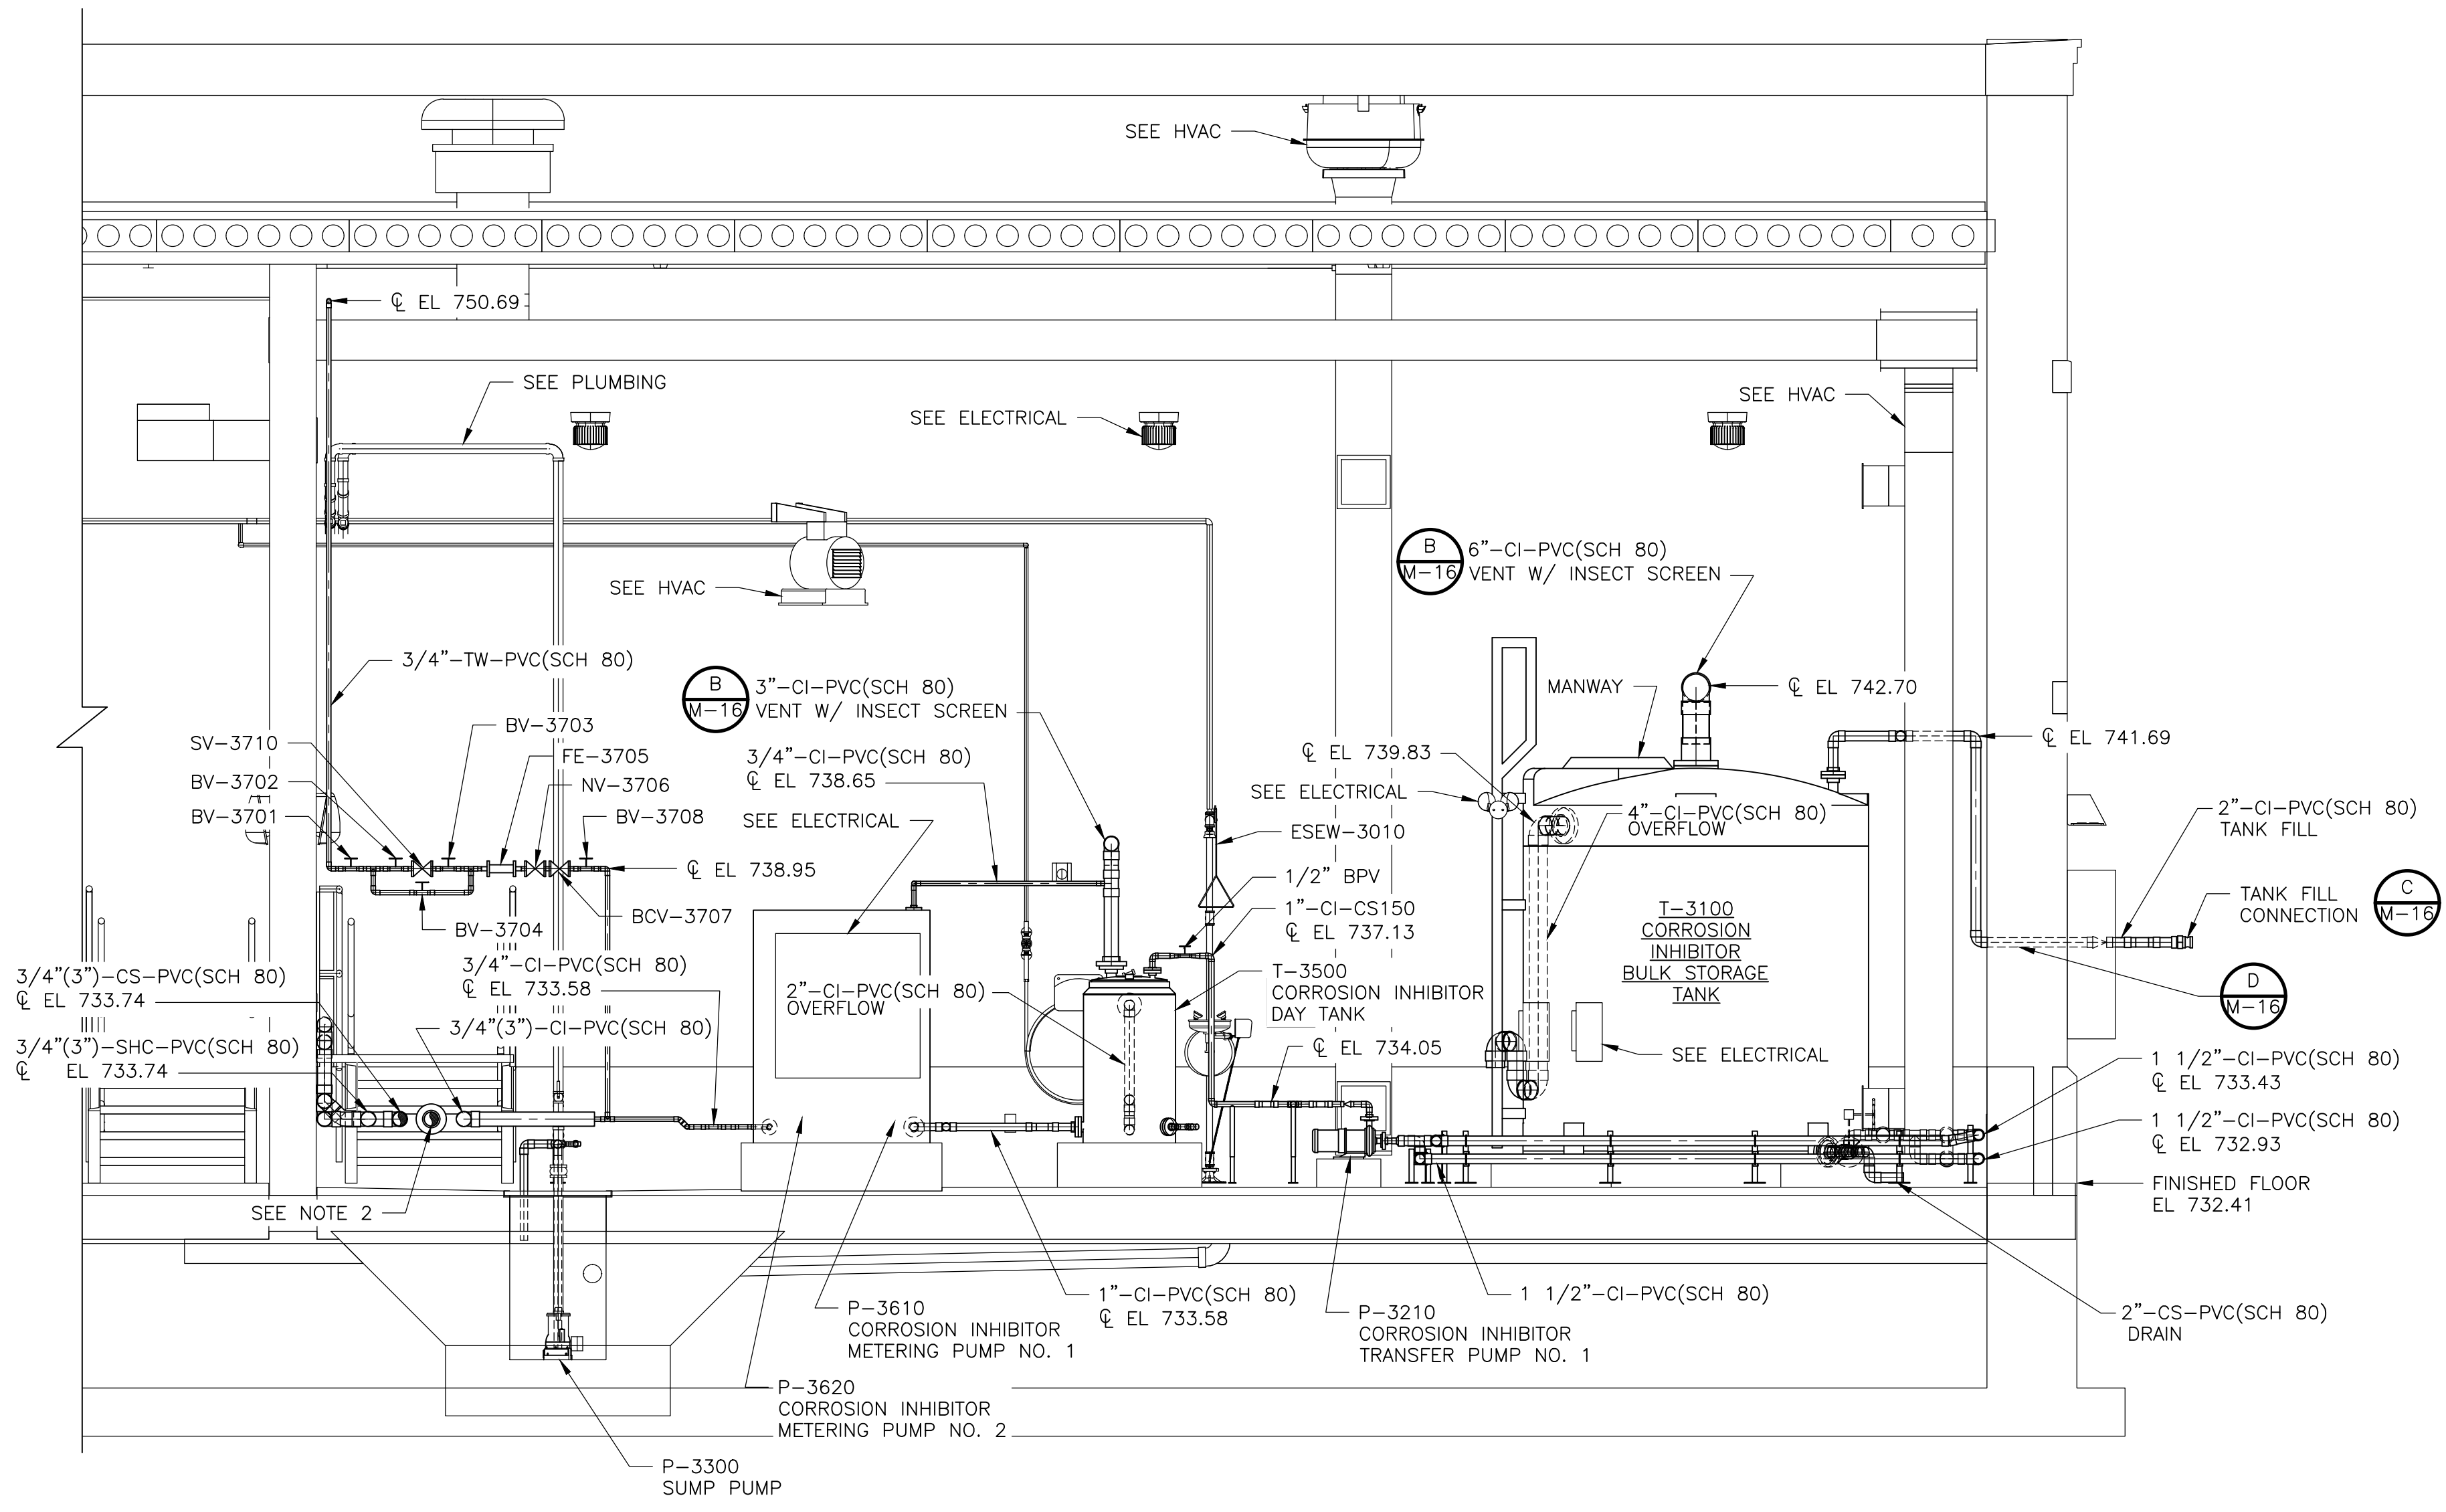 SEE HVAC
℄ EL 750.69
SEE PLUMBING
SEE ELECTRICAL
SEE HVAC
B
M-16
6"-CI-PVC(SCH 80)
VENT W/ INSECT SCREEN
SEE HVAC
3/4"-TW-PVC(SCH 80)
B
M-16
3"-CI-PVC(SCH 80)
VENT W/ INSECT SCREEN
MANWAY
℄ EL 742.70
SV-3710
BV-3703
BV-3702
FE-3705
BV-3701
NV-3706
BV-3708
3/4"-CI-PVC(SCH 80)
℄ EL 738.65
SEE ELECTRICAL
℄ EL 739.83
SEE ELECTRICAL
℄ EL 741.69
4"-CI-PVC(SCH 80)
OVERFLOW
2"-CI-PVC(SCH 80)
TANK FILL
ESEW-3010
℄ EL 738.95
1/2" BPV
BCV-3707
BV-3704
1"-CI-CS150
℄ EL 737.13
T-3100
CORROSION
INHIBITOR
BULK STORAGE
TANK
TANK FILL
CONNECTION
C
M-16
D
M-16
3/4"(3")-CS-PVC(SCH 80)
℄ EL 733.74
3/4"-CI-PVC(SCH 80)
℄ EL 733.58
2"-CI-PVC(SCH 80)
OVERFLOW
T-3500
CORROSION INHIBITOR
DAY TANK
3/4"(3")-SHC-PVC(SCH 80)
℄ EL 733.74
3/4"(3")-CI-PVC(SCH 80)
℄ EL 734.05
SEE ELECTRICAL
1 1/2"-CI-PVC(SCH 80)
℄ EL 733.43
1 1/2"-CI-PVC(SCH 80)
℄ EL 732.93
FINISHED FLOOR
EL 732.41
SEE NOTE 2
1"-CI-PVC(SCH 80)
℄ EL 733.58
1 1/2"-CI-PVC(SCH 80)
P-3610
CORROSION INHIBITOR
METERING PUMP NO. 1
P-3210
CORROSION INHIBITOR
TRANSFER PUMP NO. 1
2"-CS-PVC(SCH 80)
DRAIN
P-3620
CORROSION INHIBITOR
METERING PUMP NO. 2
P-3300
SUMP PUMP